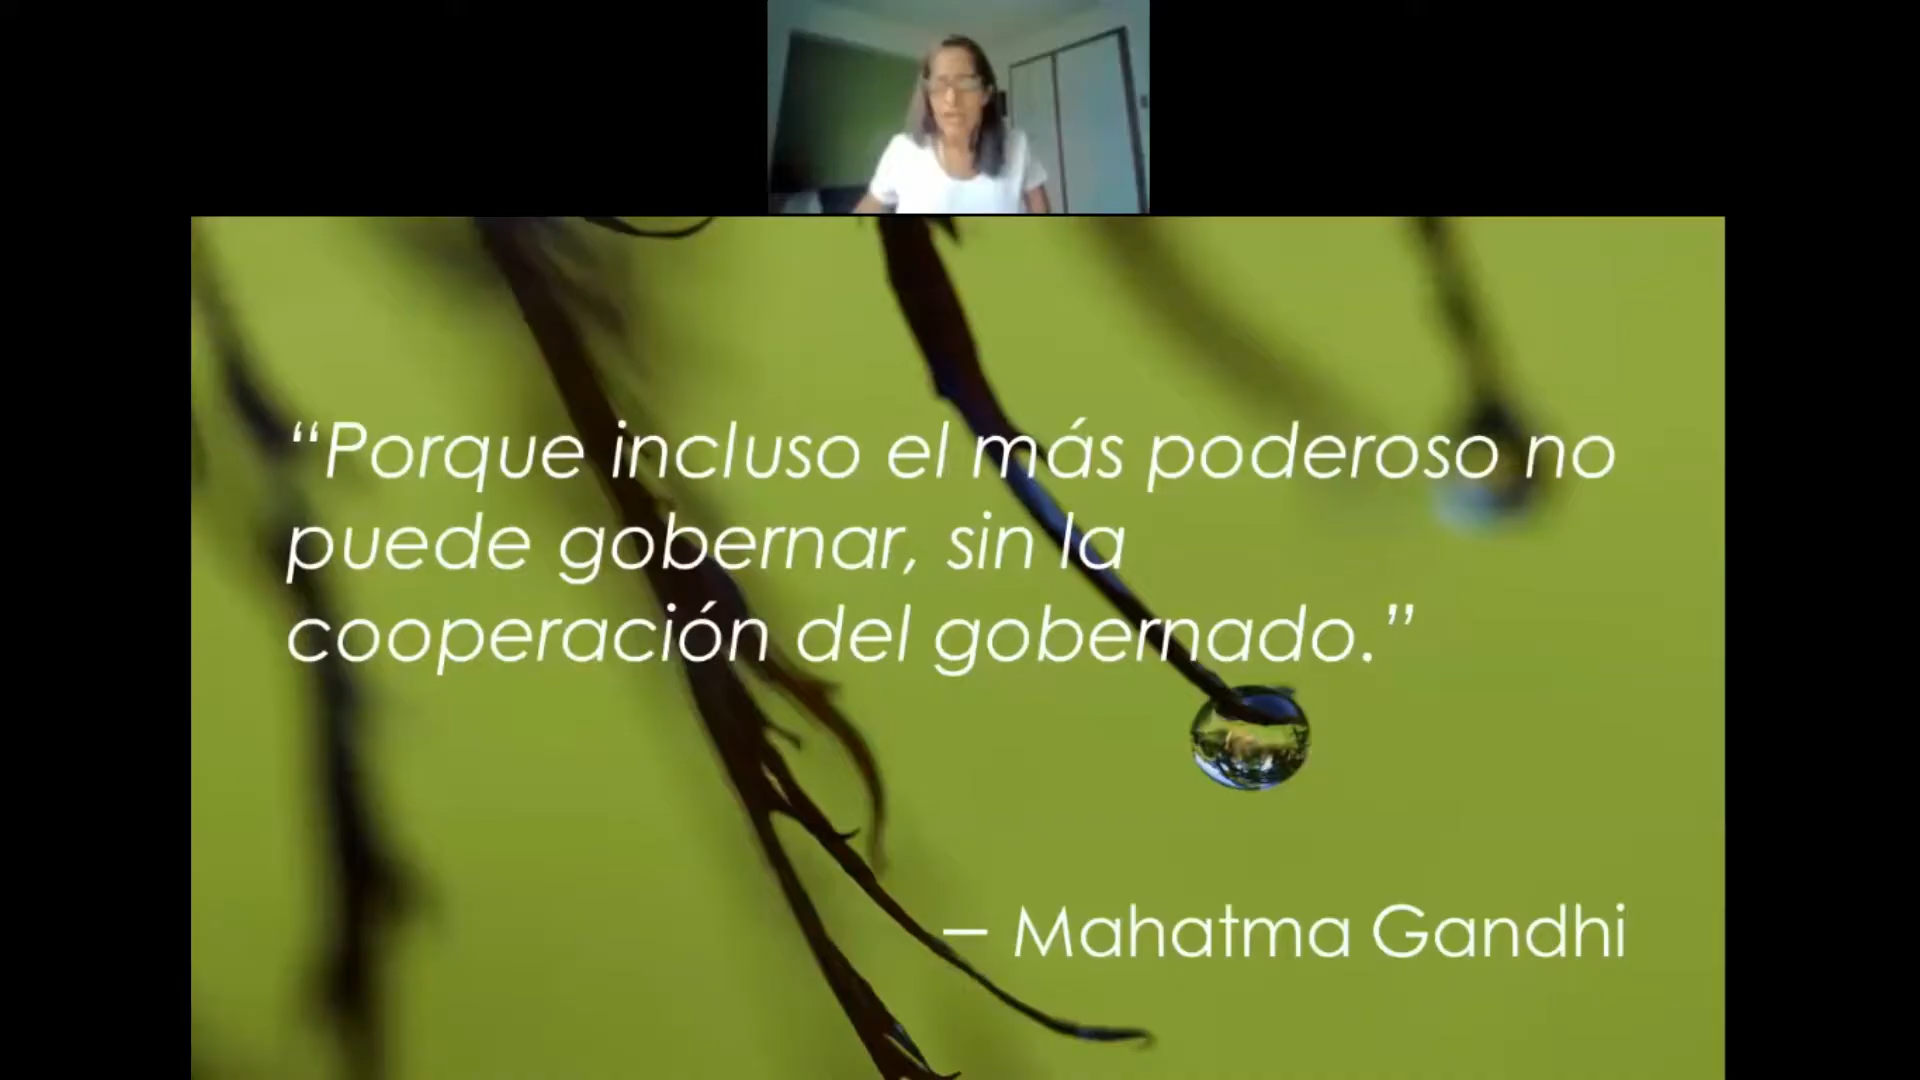 “Porque incluso el más poderoso no
puede gobernar, sin la
cooperación del gobernado.”
– Mahatma Gandhi